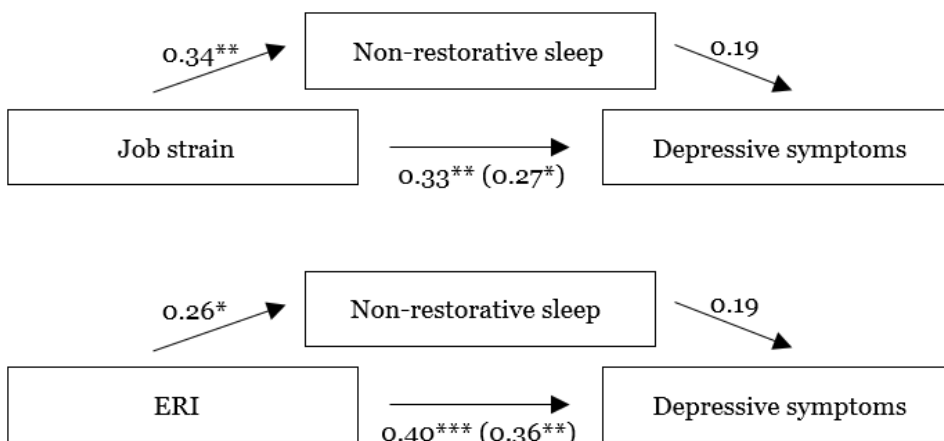 Non-restorative sleep
0.34**
0.19
Job strain
Depressive symptoms
0.33** (0.27*)
Non-restorative sleep
0.26*
0.19
ERI
Depressive symptoms
0.40*** (0.36**)